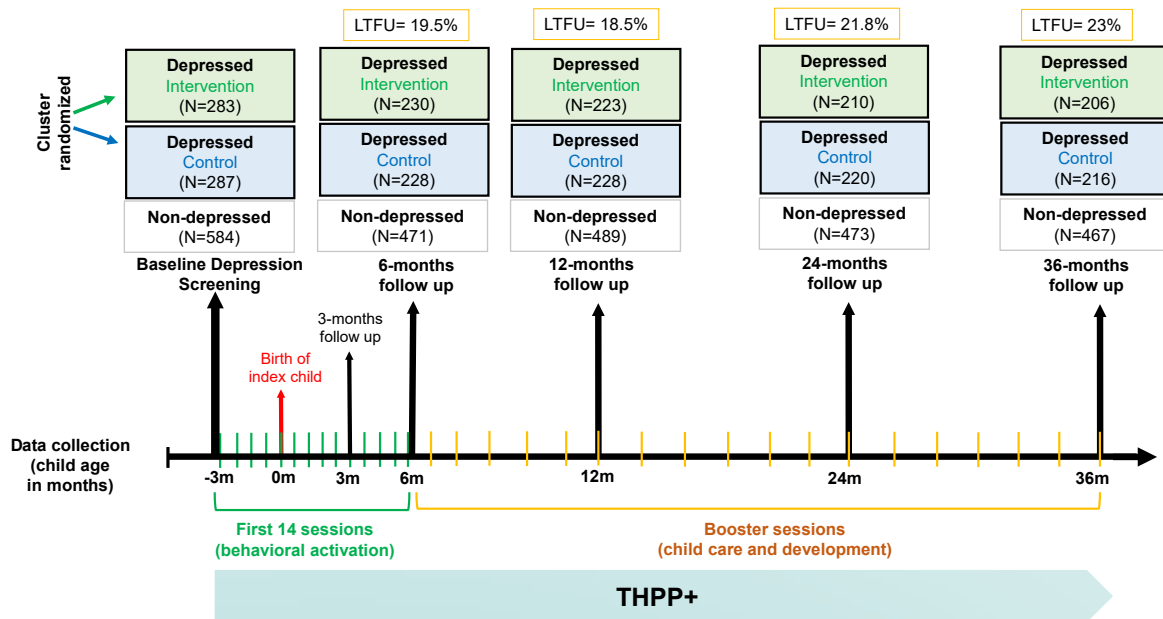 LTFU= 19.5%
LTFU= 18.5%
LTFU= 21.8%
LTFU= 23%
Cluster
randomized
Depressed
Intervention
(N=283)
Depressed
Control
(N=287)
Non-depressed
(N=584)
Baseline Depression
Screening
Depressed
Intervention
(N=230)
Depressed
Control
(N=228)
Non-depressed
(N=471)
6-months
follow up
Depressed
Intervention
(N=223)
Depressed
Control
(N=228)
Non-depressed
(N=489)
12-months
follow up
Depressed
Intervention
(N=210)
Depressed
Control
(N=220)
Non-depressed
(N=473)
24-months
follow up
Depressed
Intervention
(N=206)
Depressed
Control
(N=216)
Non-depressed
(N=467)
36-months
follow up
3-months
follow up
Birth of
index child
Data collection
(child age
in months)
-3m
0m
3m
6m
12m
24m
36m
First 14 sessions
(behavioral activation)
Booster sessions
(child care and development)
THPP+